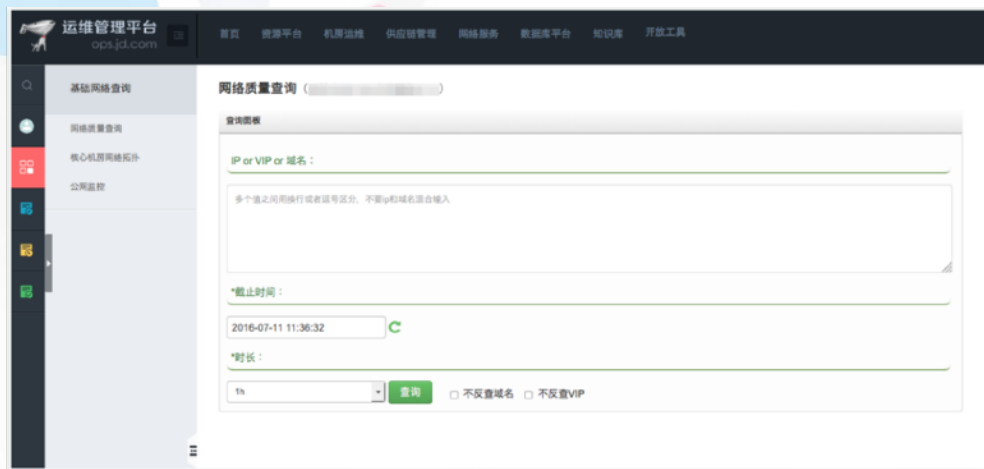 运维管理平台
ops.jd.com
首页 资源平台 机房运维 供应链管理 网络服务 数据库平台 知识库 开放工具
基础网络查询
网络质量查询
核心机房网络拓扑
公网监控
网络质量查询（ ）
查询面板
IP or VIP or 域名：
多个值之间用换行或者逗号区分，不要ip和域名混合输入
*截止时间：
2016-07-11 11:36:32
*时长：
1h 查询 不反查域名 不反查VIP